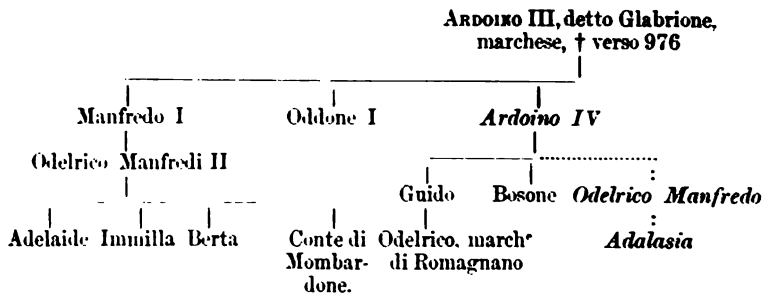 ARDOINO III, detto Glabrione,
marchese, † verso 976
Manfredo I Oddone I Ardoino IV
Odelrico Manfredi II
Guido Bosone Odelrico Manfredo
Adelaide Immilla Berta Conte di Odelrico, march° Adalasia
Mombar- di Romagnano
done.